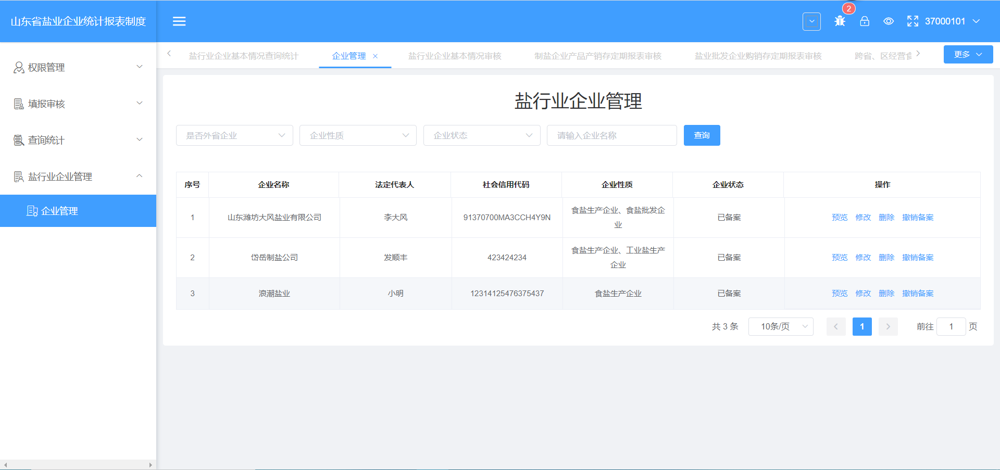 山东省盐业企业统计报表制度
2
37000101
权限管理
填报审核
查询统计
盐行业企业管理
企业管理
盐行业企业基本情况查询统计 企业管理 盐行业企业基本情况审核 制盐企业产品产销存定期报表审核 盐业批发企业购销存定期报表审核 跨省、区经营食 更多
盐行业企业管理
是否外省企业 企业性质 企业状态 请输入企业名称 查询
序号 企业名称 法定代表人 社会信用代码 企业性质 企业状态 操作
1 山东潍坊大风盐业有限公司 李大风 91370700MA3CCH4Y9N 食盐生产企业、食盐批发企
业 已备案 预览 修改 删除 撤销备案
2 岱岳制盐公司 发顺丰 423424234 食盐生产企业、工业盐生产
企业 已备案 预览 修改 删除 撤销备案
3 浪潮盐业 小明 12314125476375437 食盐生产企业 已备案 预览 修改 删除 撤销备案
共 3 条 10条/页 1 前往 1 页